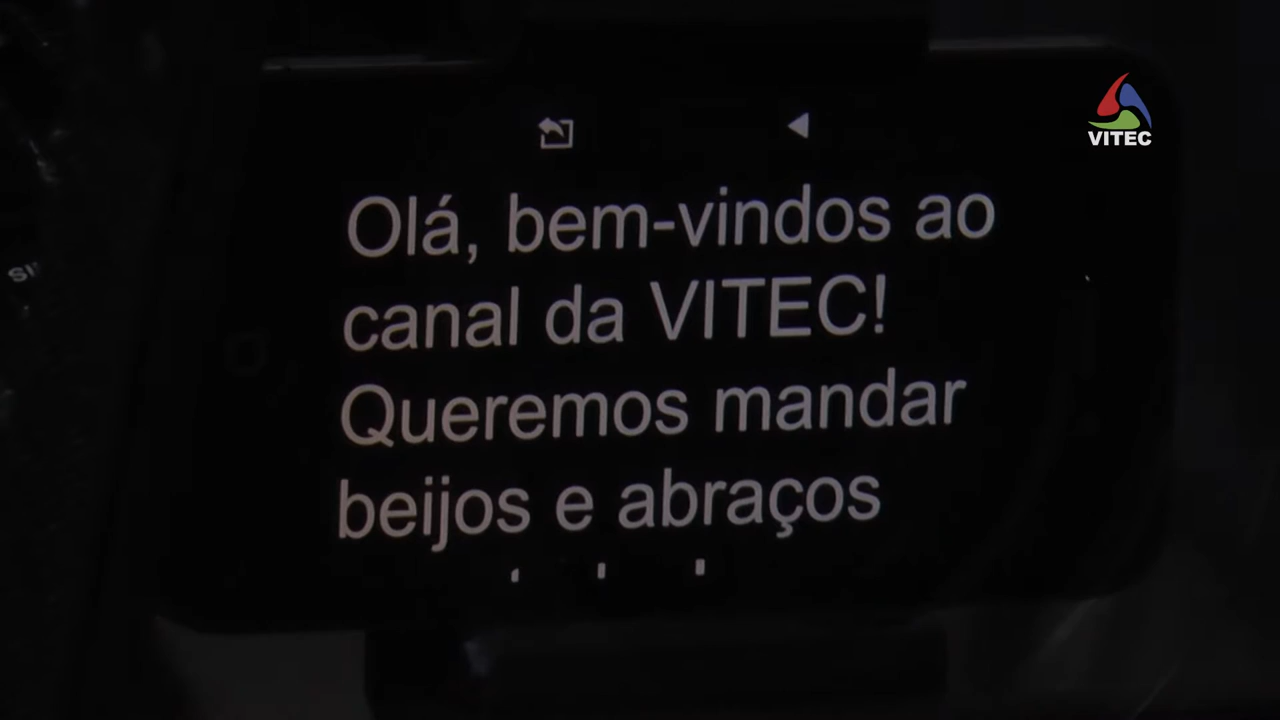 VITEC
Olá, bem-vindos ao
canal da VITEC!
Queremos mandar
beijos e abraços